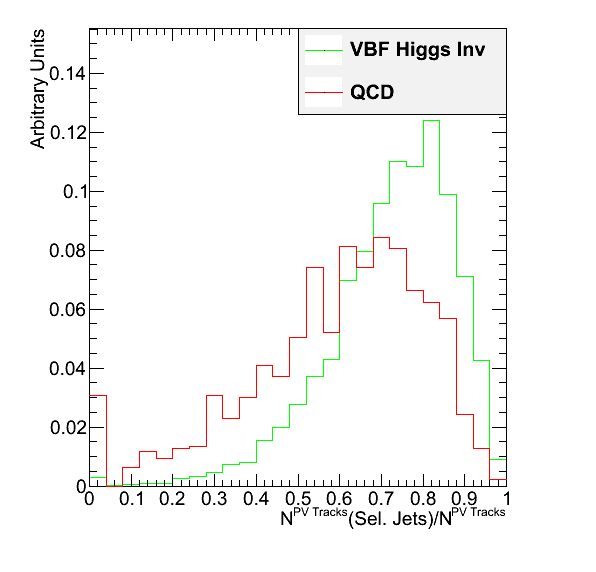 Arbitrary Units
VBF Higgs Inv
QCD
0.14
0.12
0.1
0.08
0.06
0.04
0.02
0
0 0.1 0.2 0.3 0.4 0.5 0.6 0.7 0.8 0.9 1
N^PV Tracks(Sel. Jets)/N^PV Tracks